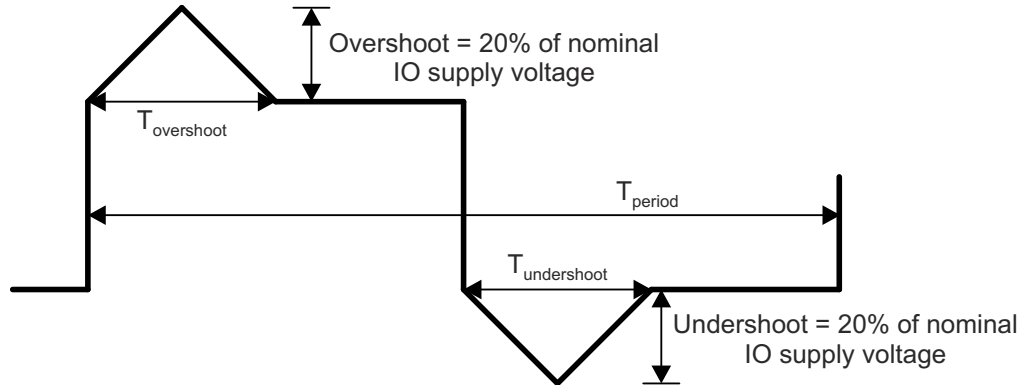 Overshoot = 20% of nominal
IO supply voltage
Tovershoot
Tperiod
Tundershoot
Undershoot = 20% of nominal
IO supply voltage